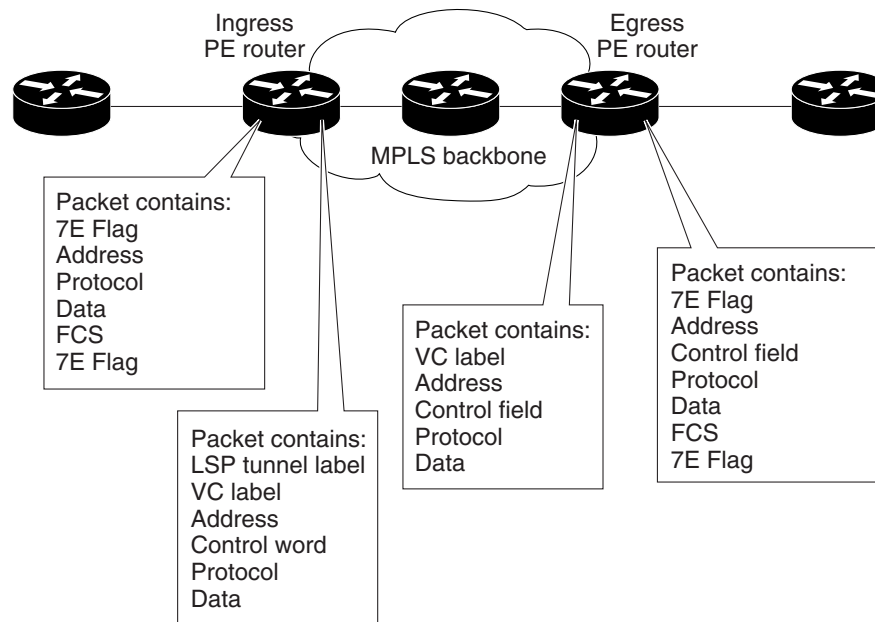 Ingress
PE router
Egress
PE router
MPLS backbone
Packet contains:
7E Flag
Address
Protocol
Data
FCS
7E Flag
Packet contains:
LSP tunnel label
VC label
Address
Control word
Protocol
Data
Packet contains:
VC label
Address
Control field
Protocol
Data
Packet contains:
7E Flag
Address
Control field
Protocol
Data
FCS
7E Flag